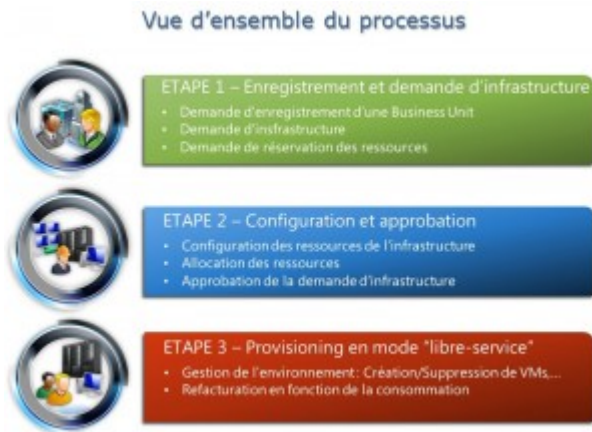 Vue d'ensemble du processus
ETAPE 1 – Enregistrement et demande d'infrastructure
• Demande d'enregistrement d'une Business Unit
• Demande d'insfrastructure
• Demande de réservation des ressources
ETAPE 2 – Configuration et approbation
• Configuration des ressources de l'infrastructure
• Allocation des ressources
• Approbation de la demande d'infrastructure
ETAPE 3 – Provisioning en mode "libre-service"
• Gestion de l'environnement : Création/Suppression de VMs,...
• Refacturation en fonction de la consommation